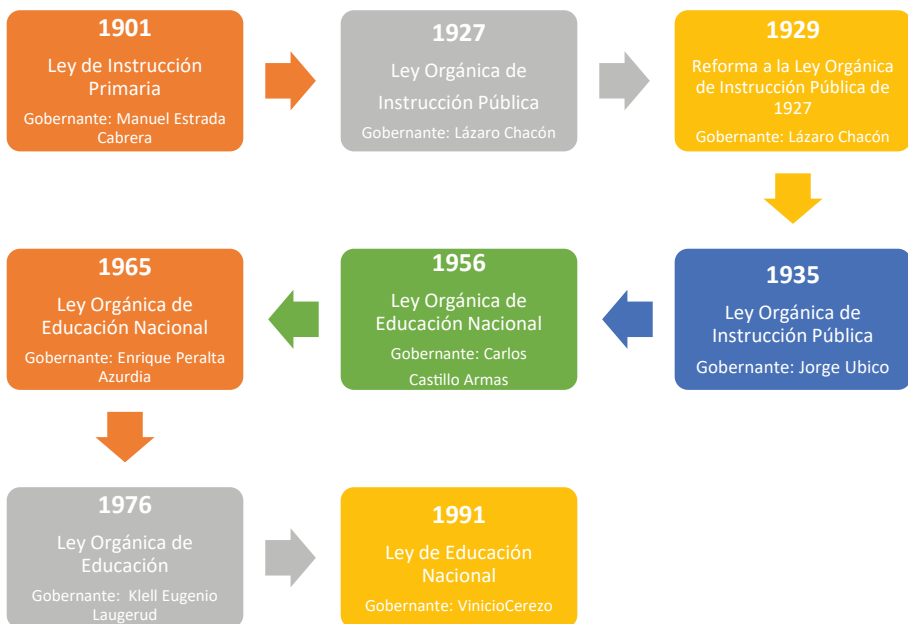 1901
Ley de Instrucción
Primaria
Gobernante: Manuel Estrada
Cabrera
1927
Ley Orgánica de
Instrucción Pública
Gobernante: Lázaro Chacón
1929
Reforma a la Ley Orgánica
de Instrucción Pública de
1927
Gobernante: Lázaro Chacón
1935
Ley Orgánica de
Instrucción Pública
Gobernante: Jorge Ubico
1956
Ley Orgánica de
Educación Nacional
Gobernante: Carlos
Castillo Armas
1965
Ley Orgánica de
Educación Nacional
Gobernante: Enrique Peralta
Azurdia
1976
Ley Orgánica de
Educación
Gobernante: Klell Eugenio
Laugerud
1991
Ley de Educación
Nacional
Gobernante: VinicioCerezo